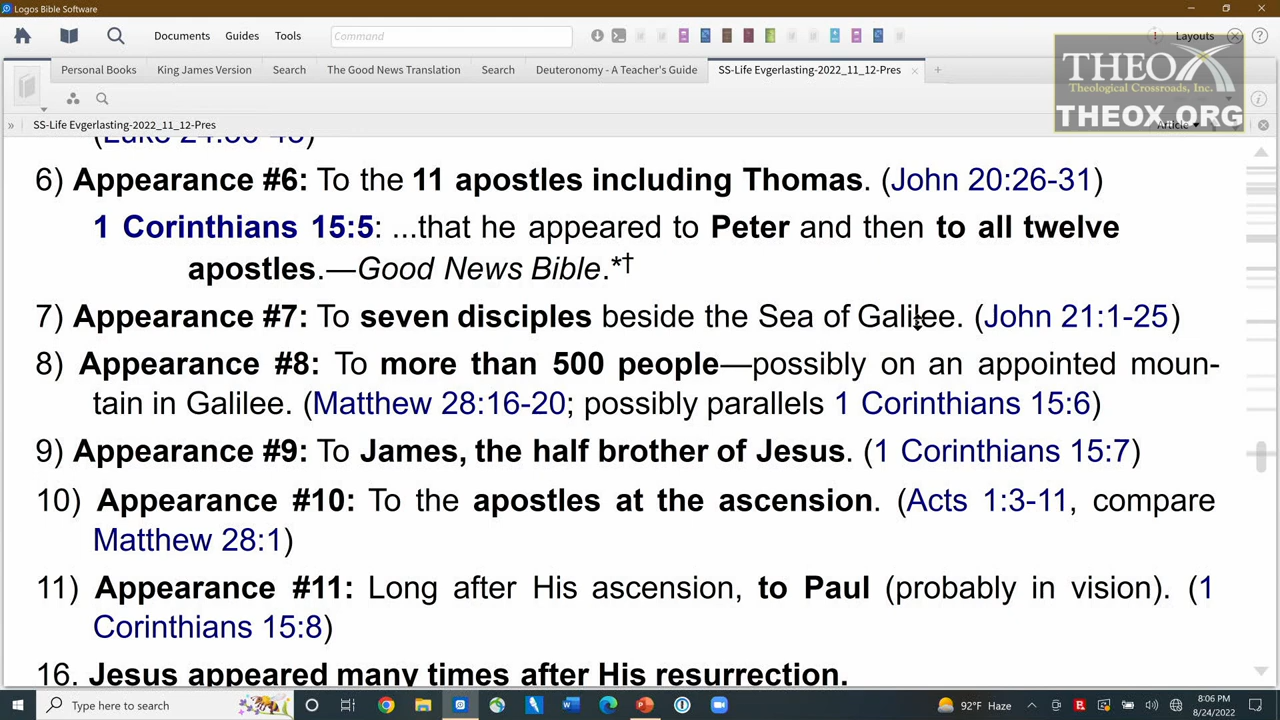 Logos Bible Software
Documents Guides Tools Command Layouts
THEOX
Theological Crossroads, Inc.
THEOX.ORG
Personal Books King James Version Search The Good News Translation Search Deuteronomy - A Teacher's Guide SS-Life Evgerlasting-2022_11_12-Pres
SS-Life Evgerlasting-2022_11_12-Pres Article
6) Appearance #6: To the 11 apostles including Thomas. (John 20:26-31)
1 Corinthians 15:5: ...that he appeared to Peter and then to all twelve
apostles.—Good News Bible.*†
7) Appearance #7: To seven disciples beside the Sea of Galilee. (John 21:1-25)
8) Appearance #8: To more than 500 people—possibly on an appointed moun-
tain in Galilee. (Matthew 28:16-20; possibly parallels 1 Corinthians 15:6)
9) Appearance #9: To James, the half brother of Jesus. (1 Corinthians 15:7)
10) Appearance #10: To the apostles at the ascension. (Acts 1:3-11, compare
Matthew 28:1)
11) Appearance #11: Long after His ascension, to Paul (probably in vision). (1
Corinthians 15:8)
16. Jesus appeared many times after His resurrection.
Type here to search 92°F Haze 8:06 PM
8/24/2022